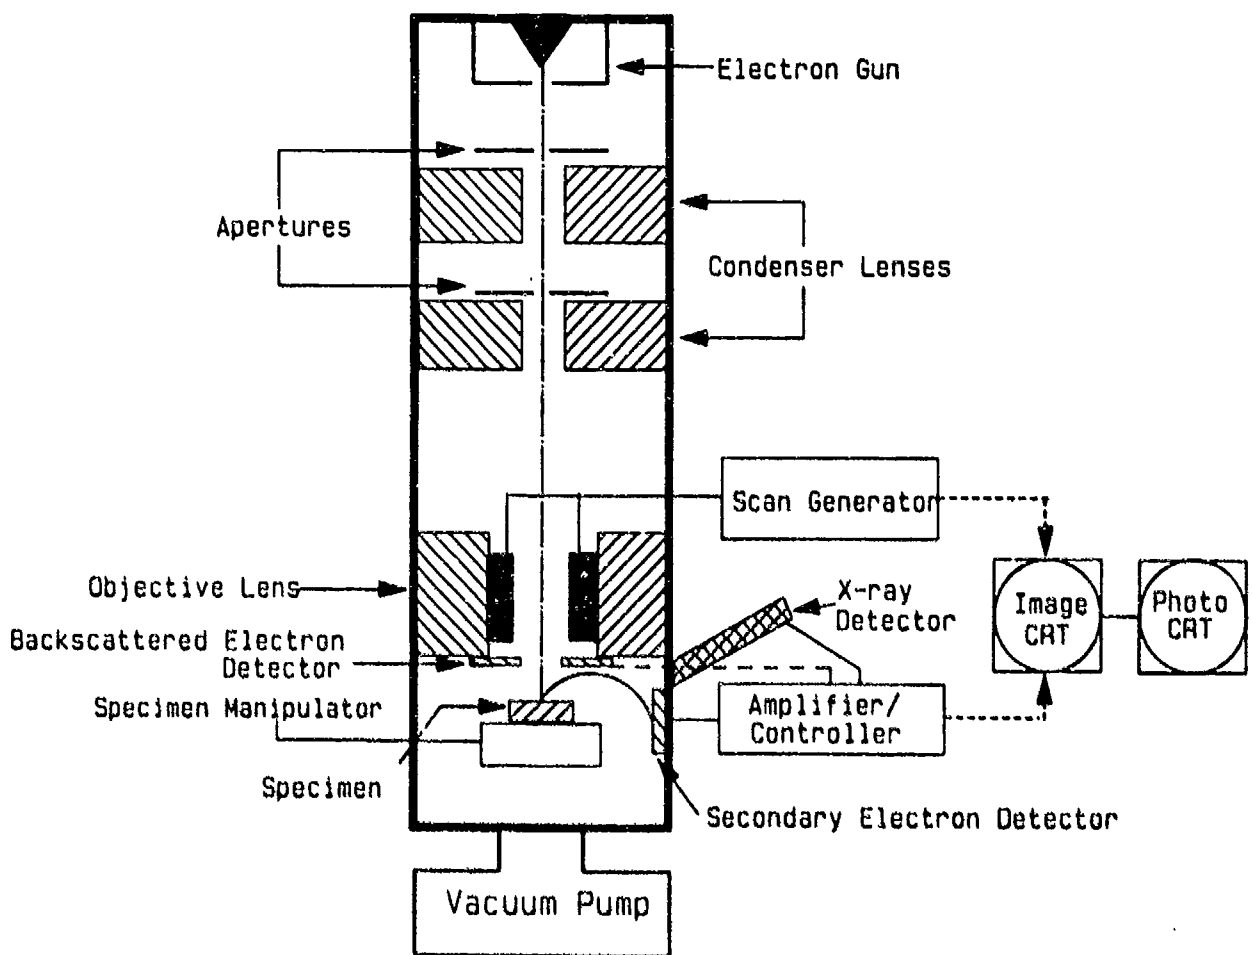 Electron Gun
Apertures
Condenser Lenses
Scan Generator
Objective Lens
X-ray
Detector
Image
CRT
Photo
CRT
Backscattered Electron
Detector
Specimen Manipulator
Amplifier/
Controller
Specimen
Secondary Electron Detector
Vacuum Pump